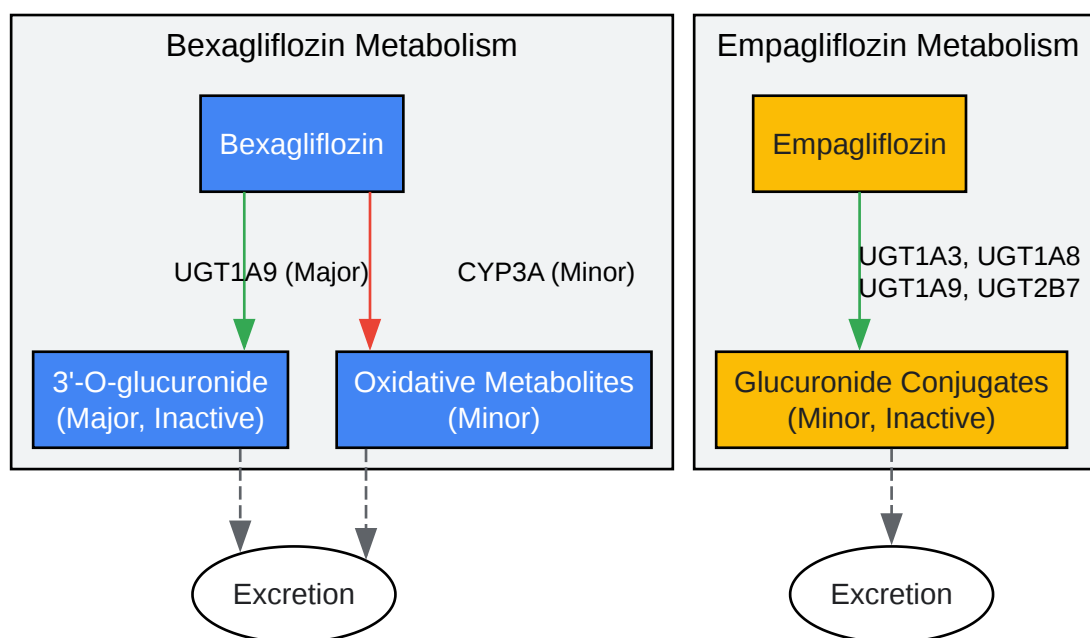 Bexagliflozin Metabolism
Bexagliflozin
UGT1A9 (Major)
CYP3A (Minor)
3'-O-glucuronide
(Major, Inactive)
Oxidative Metabolites
(Minor)
Excretion
Empagliflozin Metabolism
Empagliflozin
UGT1A3, UGT1A8
UGT1A9, UGT2B7
Glucuronide Conjugates
(Minor, Inactive)
Excretion